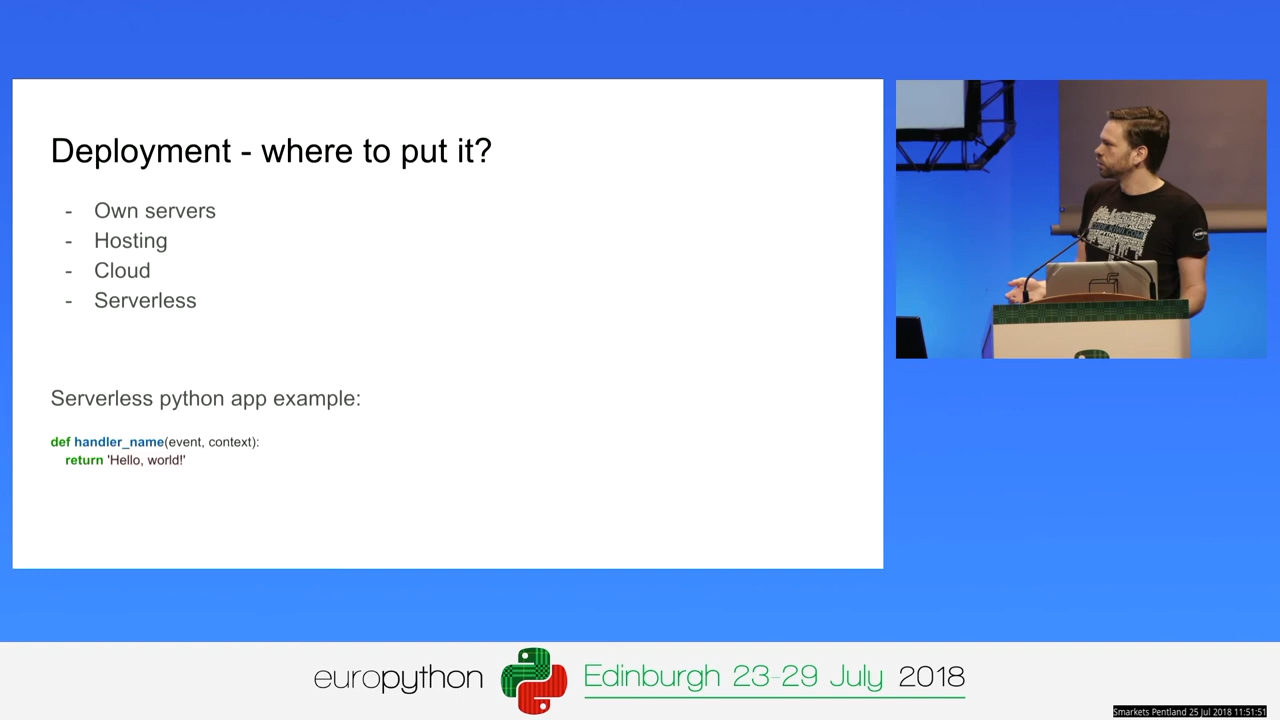 Deployment - where to put it?
- Own servers
- Hosting
- Cloud
- Serverless
Serverless python app example:
def handler_name(event, context):
return 'Hello, world!'
europython Edinburgh 23-29 July 2018
Smarkets Pentland 25 Jul 2018 11:51:51